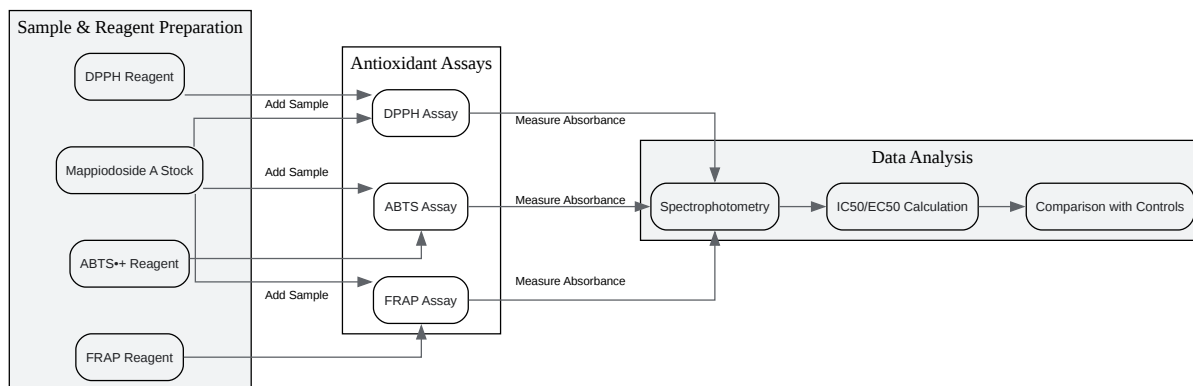 Sample & Reagent Preparation
DPPH Reagent
Mappiodoside A Stock
ABTS•+ Reagent
FRAP Reagent
Add Sample
Add Sample
Add Sample
Antioxidant Assays
DPPH Assay
ABTS Assay
FRAP Assay
Measure Absorbance
Measure Absorbance
Measure Absorbance
Data Analysis
Spectrophotometry
IC50/EC50 Calculation
Comparison with Controls